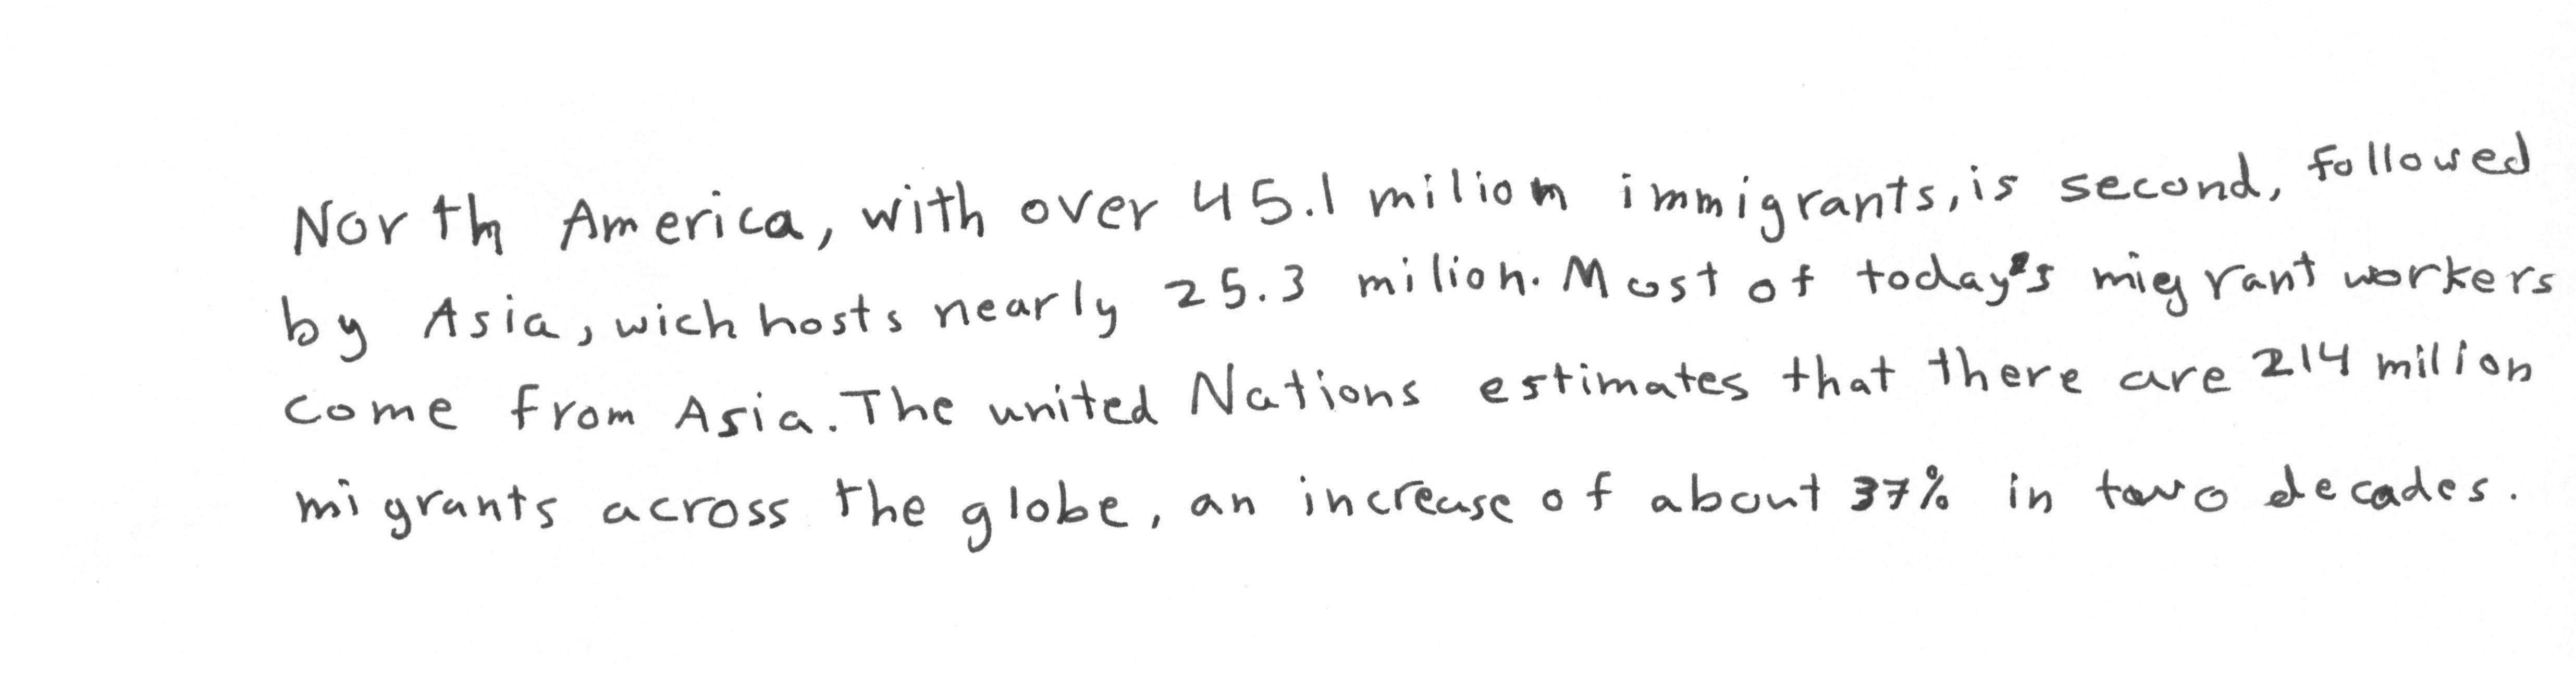 North America, with over 45.1 milion immigrants, is second, followed
by Asia, wich hosts nearly 25.3 milion. Most of today's migrant workers
come from Asia. The united Nations estimates that there are 214 milion
migrants across the globe, an increase of about 37% in two decades.